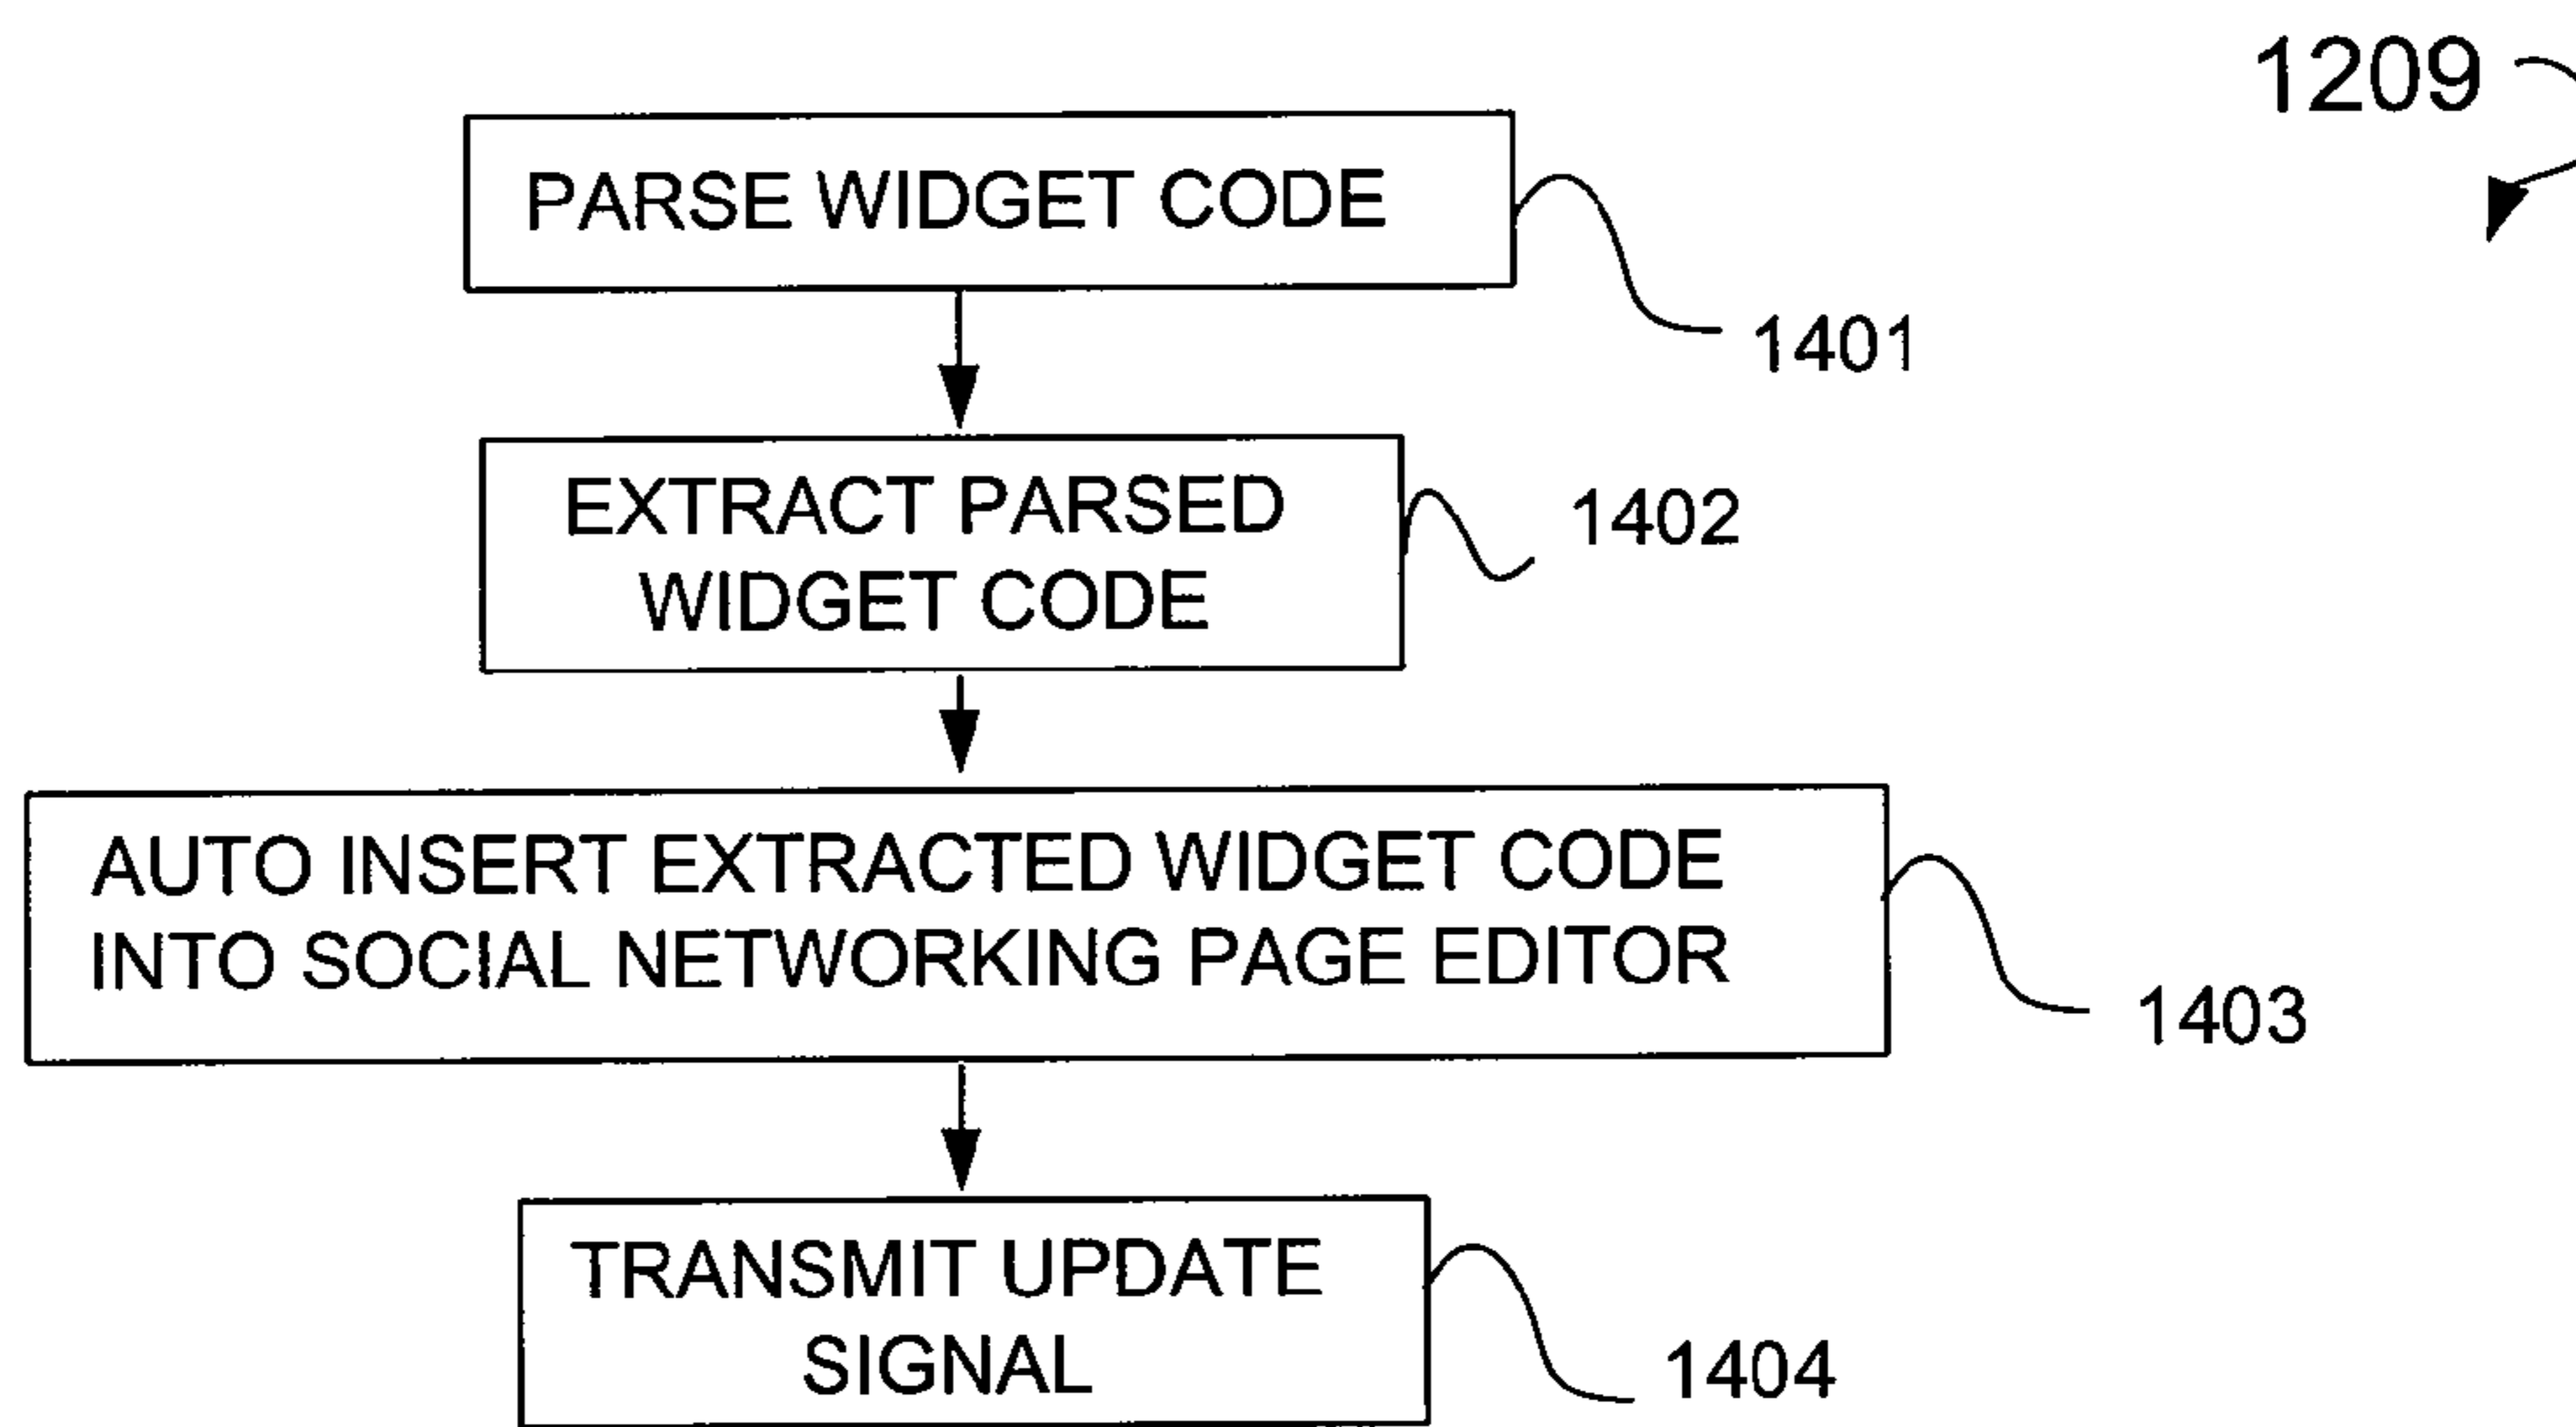 1209
PARSE WIDGET CODE
1401
EXTRACT PARSED
WIDGET CODE
1402
AUTO INSERT EXTRACTED WIDGET CODE
INTO SOCIAL NETWORKING PAGE EDITOR
1403
TRANSMIT UPDATE
SIGNAL
1404